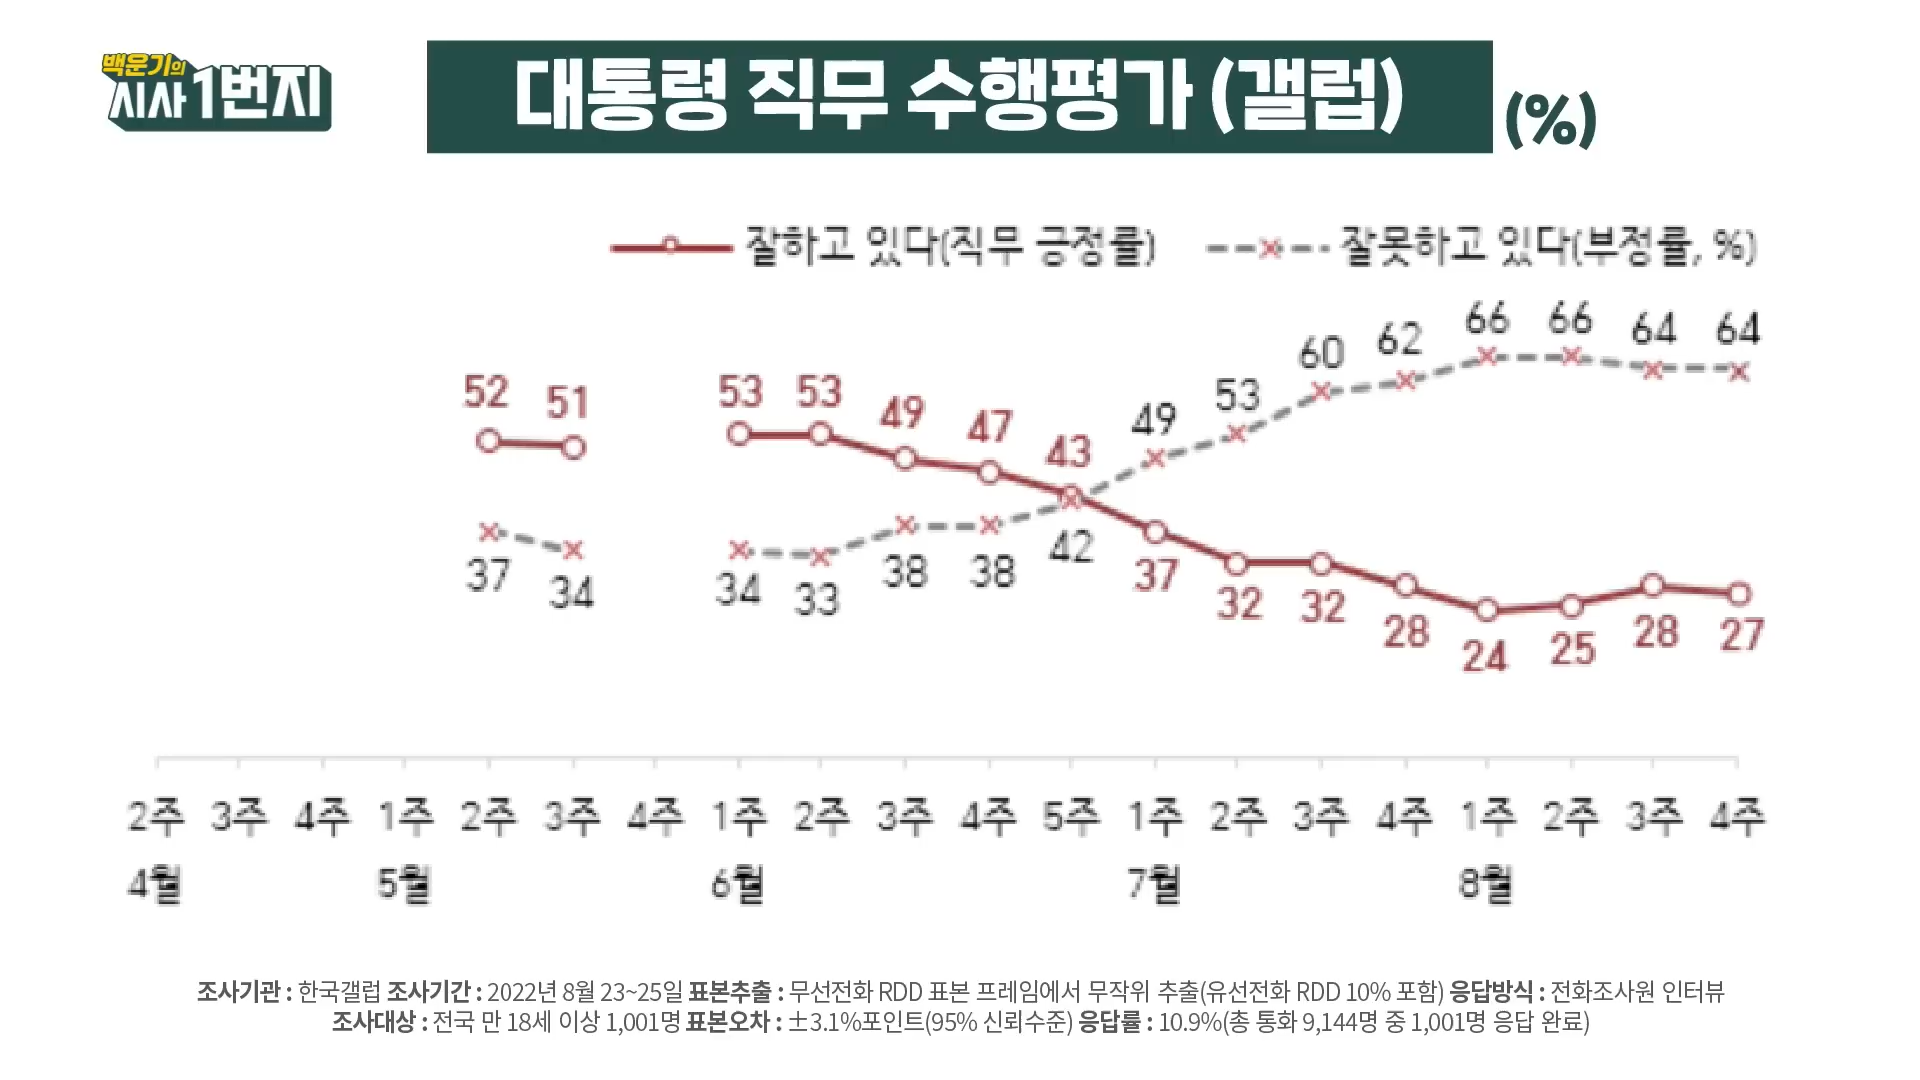 백운기의
시사1번지
대통령 직무 수행평가 (갤럽)
(%)
잘하고 있다(직무 긍정률) 잘못하고 있다(부정률, %)
52 51 53 53 49 47 43 37 32 32 28 24 25 28 27
37 34 34 33 38 38 42 49 53 60 62 66 66 64 64
2주 3주 4주 1주 2주 3주 4주 1주 2주 3주 4주 5주 1주 2주 3주 4주 1주 2주 3주 4주
4월 5월 6월 7월 8월
조사기관 : 한국갤럽 조사기간 : 2022년 8월 23~25일 표본추출 : 무선전화 RDD 표본 프레임에서 무작위 추출(유선전화 RDD 10% 포함) 응답방식 : 전화조사원 인터뷰
조사대상 : 전국 만 18세 이상 1,001명 표본오차 : ±3.1%포인트(95% 신뢰수준) 응답률 : 10.9%(총 통화 9,144명 중 1,001명 응답 완료)